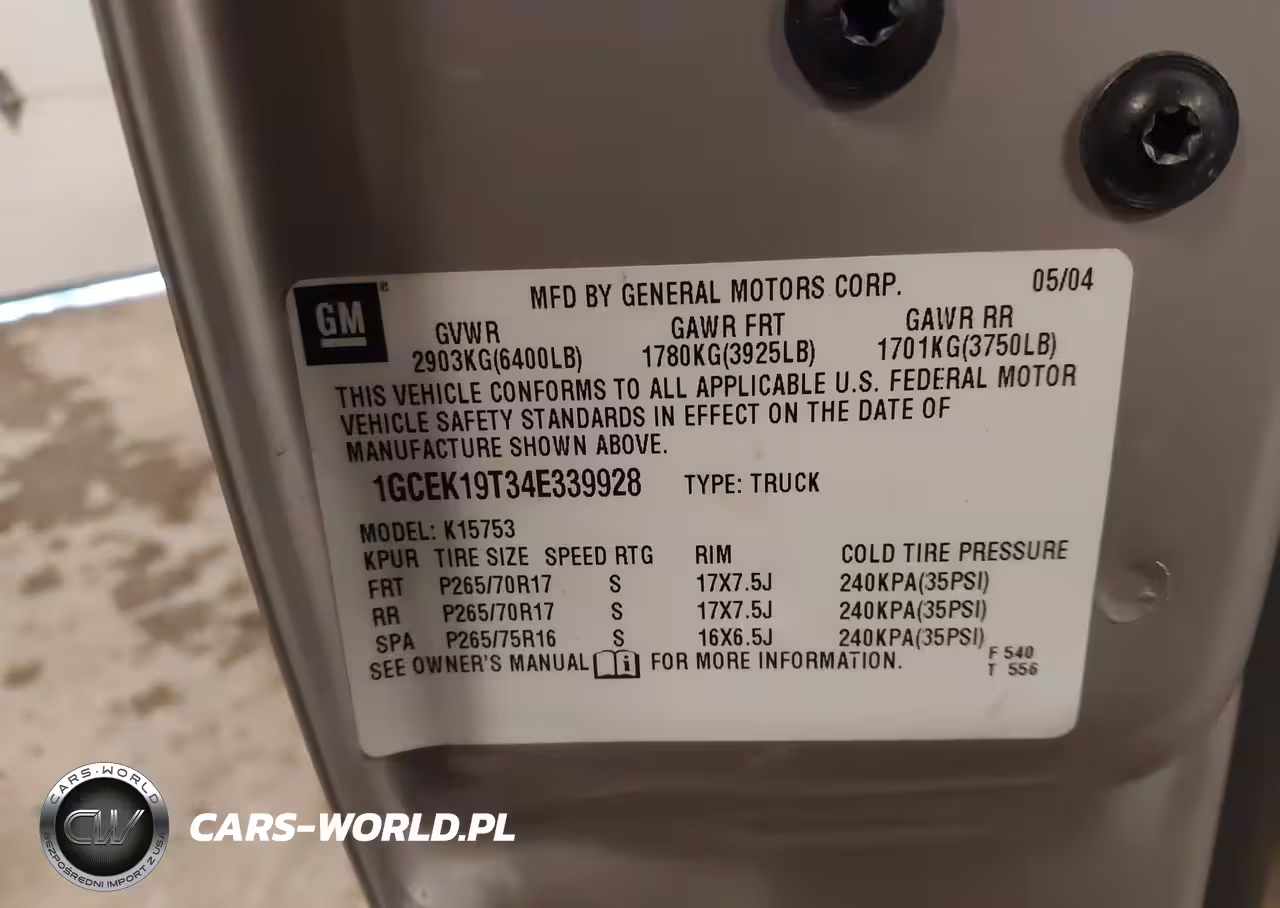 GM ®
MFD BY GENERAL MOTORS CORP. 05/04
GVWR GAWR FRT GAWR RR
2903KG(6400LB) 1780KG(3925LB) 1701KG(3750LB)
THIS VEHICLE CONFORMS TO ALL APPLICABLE U.S. FEDERAL MOTOR
VEHICLE SAFETY STANDARDS IN EFFECT ON THE DATE OF
MANUFACTURE SHOWN ABOVE.
1GCEK19T34E339928 TYPE: TRUCK
MODEL: K15753
KPUR TIRE SIZE SPEED RTG RIM COLD TIRE PRESSURE
FRT P265/70R17 S 17X7.5J 240KPA(35PSI)
RR P265/70R17 S 17X7.5J 240KPA(35PSI)
SPA P265/75R16 S 16X6.5J 240KPA(35PSI)
SEE OWNER'S MANUAL i FOR MORE INFORMATION.
F 540
T 556
CARS-WORLD
CW
BEZPOŚREDNI IMPORT Z USA
CARS-WORLD.PL